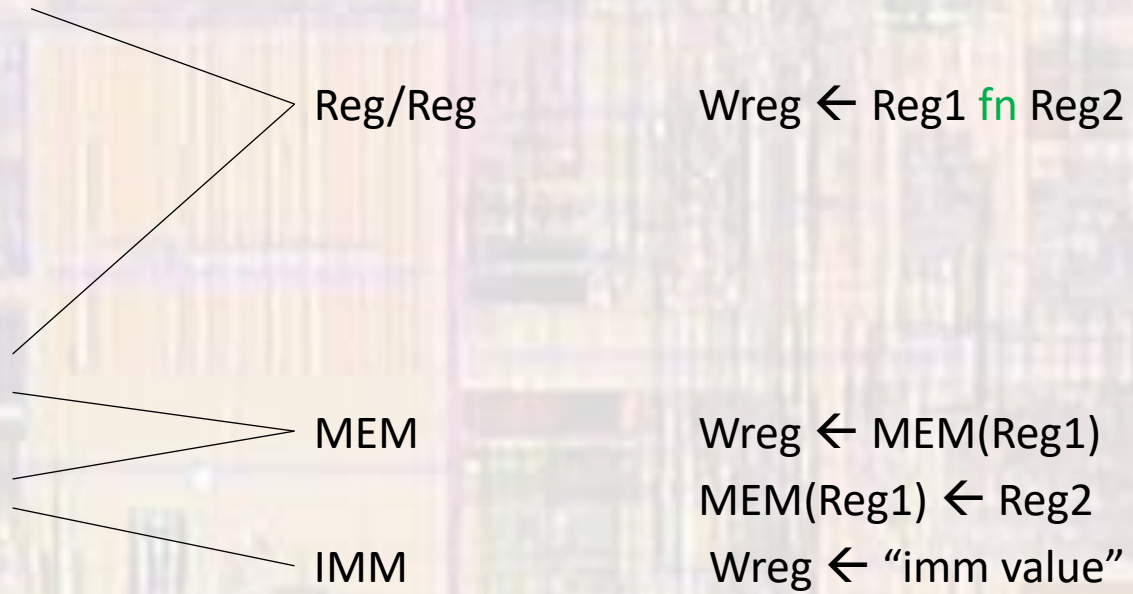 Reg/Reg Wreg ← Reg1 fn Reg2
MEM Wreg ← MEM(Reg1)
MEM(Reg1) ← Reg2
IMM Wreg ← “imm value”